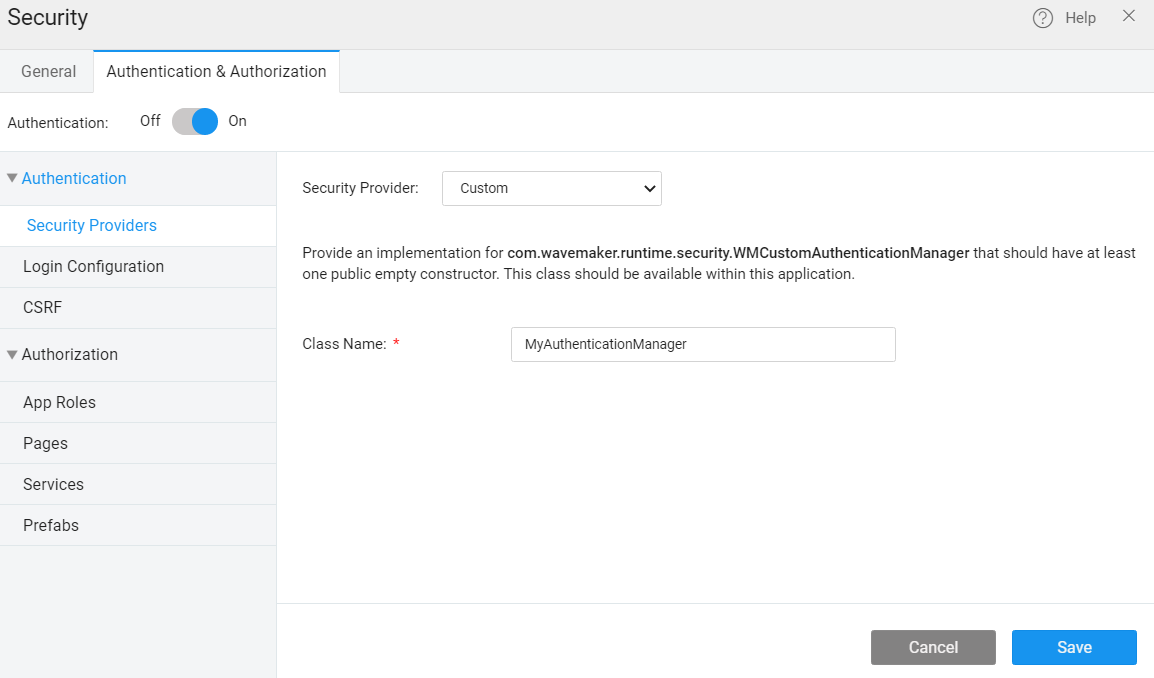 Security
Help
General
Authentication & Authorization
Authentication:
Off
On
Authentication
Security Providers
Login Configuration
CSRF
Authorization
App Roles
Pages
Services
Prefabs
Security Provider:
Custom
Provide an implementation for com.wavemaker.runtime.security.WMCustomAuthenticationManager that should have at least
one public empty constructor. This class should be available within this application.
Class Name: *
MyAuthenticationManager
Cancel
Save